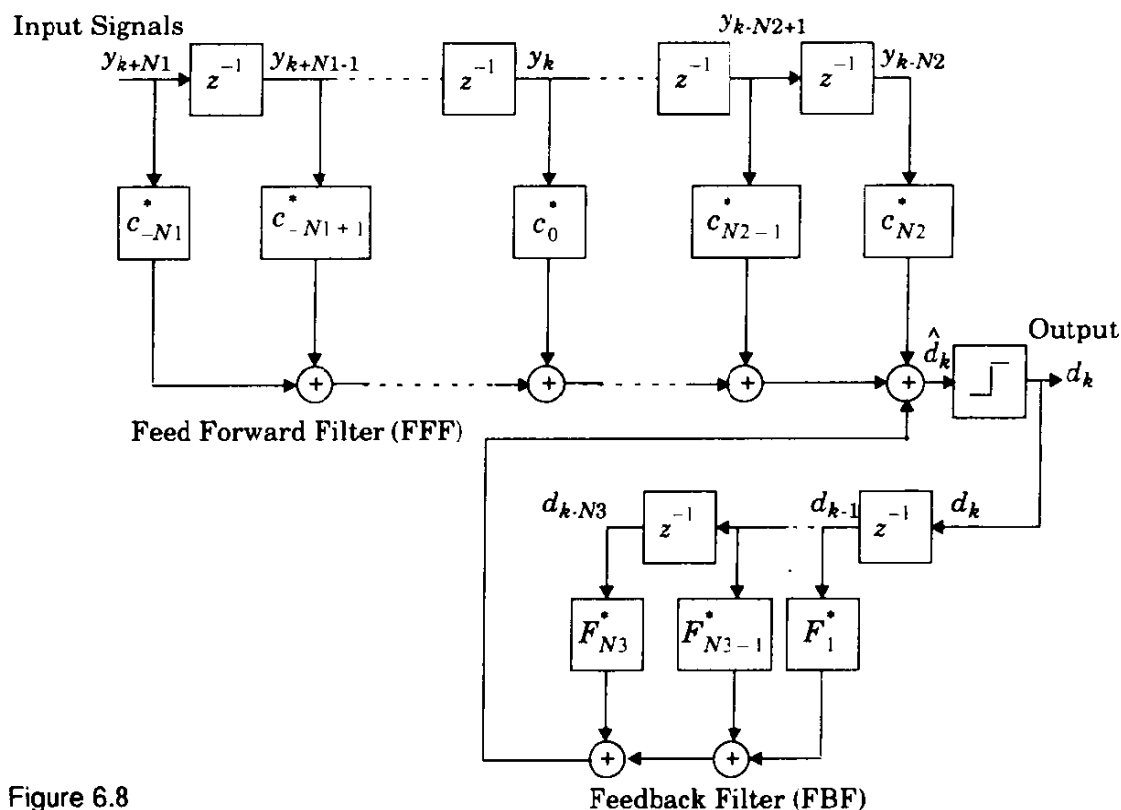 Input Signals
y_{k+N1} z^{-1} y_{k+N1-1} z^{-1} y_k z^{-1} y_{k-N2+1} z^{-1} y_{k-N2}
c^*_{-N1} c^*_{-N1+1} c^*_0 c^*_{N2-1} c^*_{N2}
+ + + + \hat{d}_k Output
d_k
Feed Forward Filter (FFF)
d_{k-N3} z^{-1} d_{k-1} z^{-1} d_k
F^*_{N3} F^*_{N3-1} F^*_1
+ +
Figure 6.8
Feedback Filter (FBF)